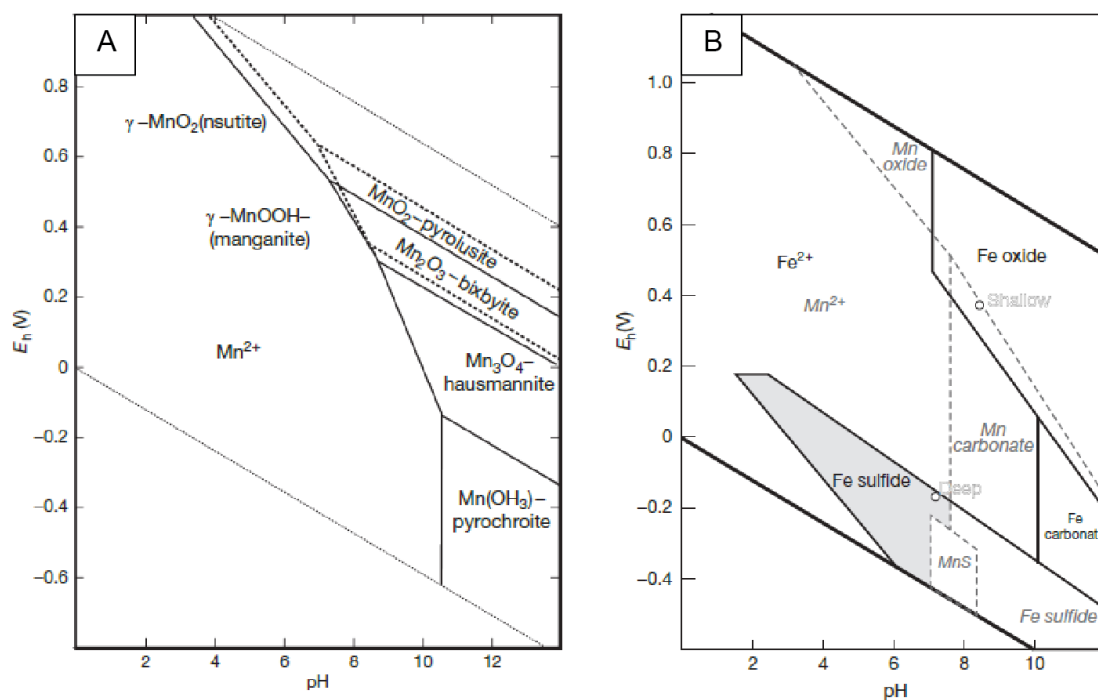 A
0.8
0.6
0.4
0.2
0
−0.2
−0.4
−0.6
Eh (V)
γ–MnO2(nsutite)
γ–MnOOH–
(manganite)
Mn2+
MnO2–pyrolusite
Mn2O3–bixbyite
Mn3O4–
hausmannite
Mn(OH3)–
pyrochroite
2
4
6
8
10
12
pH
B
1.0
0.8
0.6
0.4
0.2
0
−0.2
−0.4
Eh(V)
Mn
oxide
Fe oxide
Fe2+
Mn2+
Shallow
Mn
carbonate
Fe sulfide
Deep
Fe
carbonat
MnS
Fe sulfide
2
4
6
8
10
pH